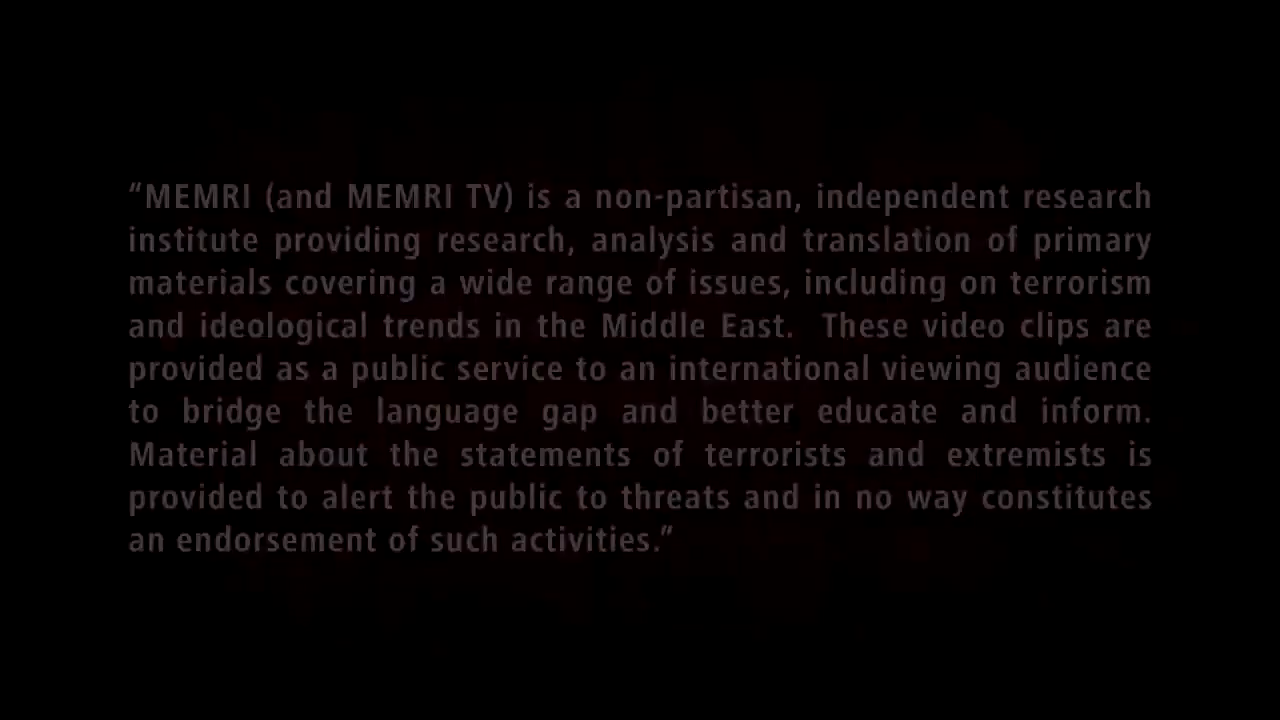 “MEMRI (and MEMRI TV) is a non-partisan, independent research
institute providing research, analysis and translation of primary
materials covering a wide range of issues, including on terrorism
and ideological trends in the Middle East.  These video clips are
provided as a public service to an international viewing audience
to bridge the language gap and better educate and inform.
Material about the statements of terrorists and extremists is
provided to alert the public to threats and in no way constitutes
an endorsement of such activities.”